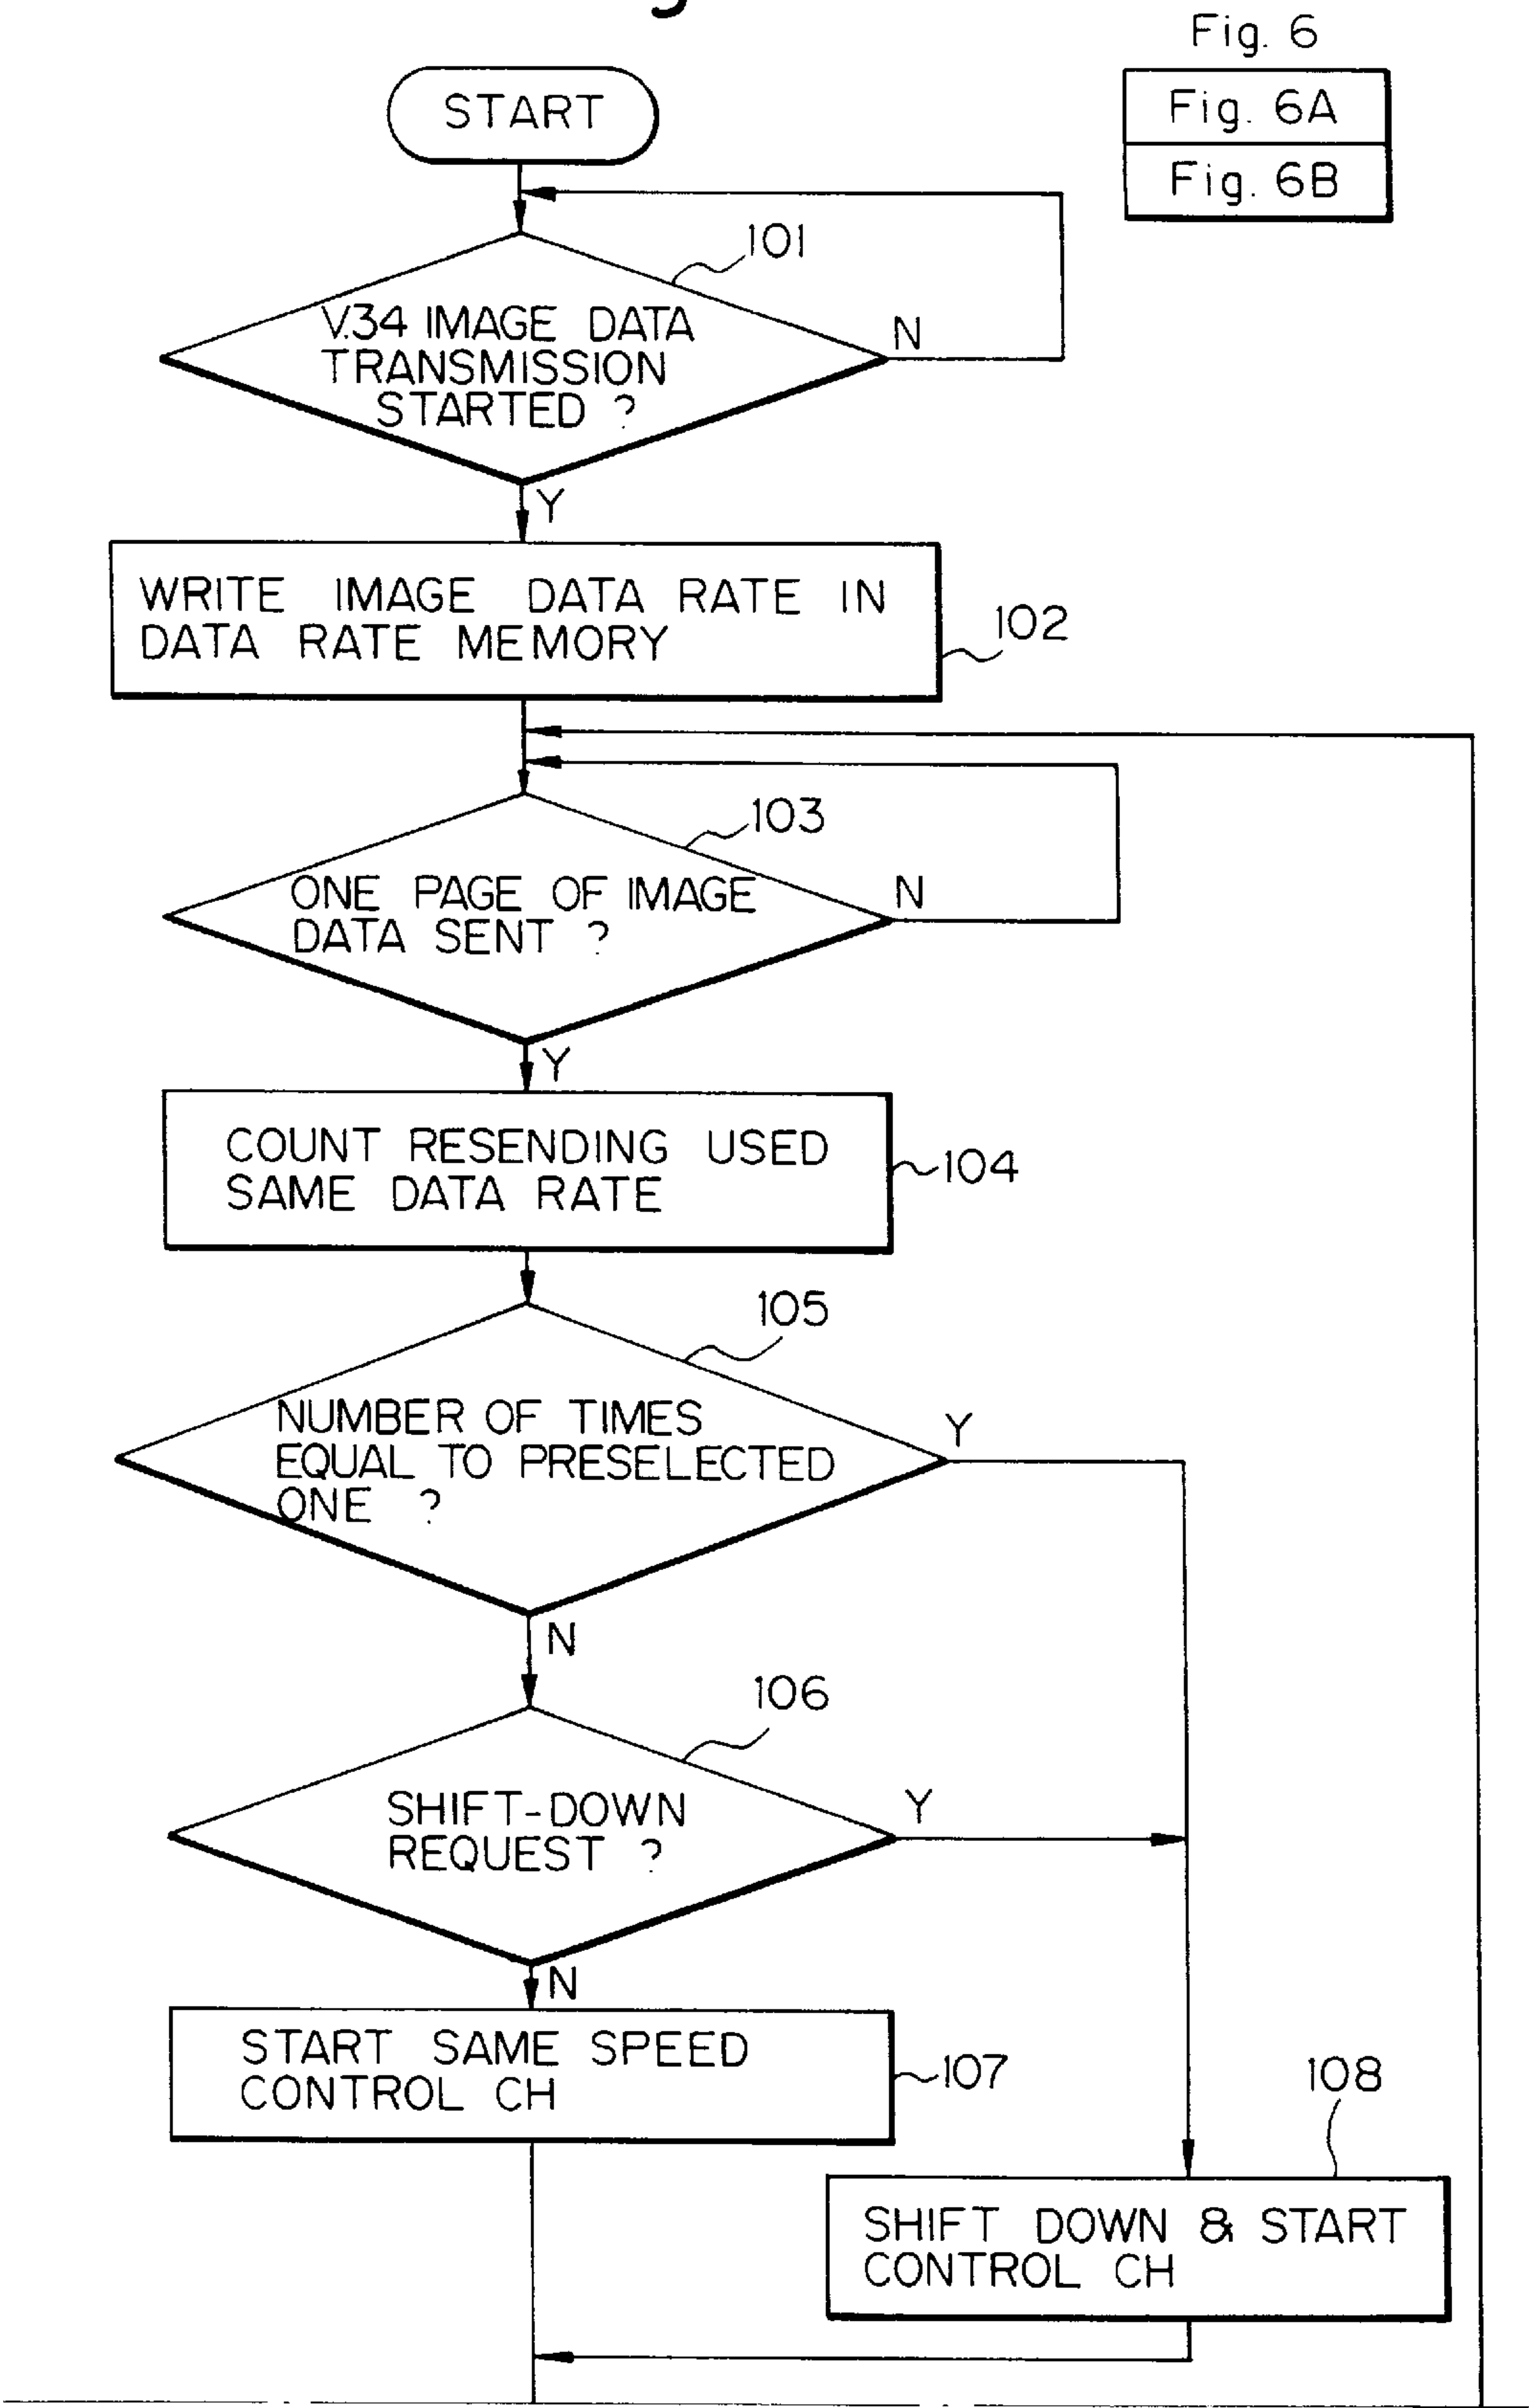 Fig. 6
Fig. 6A
Fig. 6B
START
101
V.34 IMAGE DATA
TRANSMISSION
STARTED ?
N
Y
WRITE IMAGE DATA RATE IN
DATA RATE MEMORY
102
103
ONE PAGE OF IMAGE
DATA SENT ?
N
Y
COUNT RESENDING USED
SAME DATA RATE
104
105
NUMBER OF TIMES
EQUAL TO PRESELECTED
ONE ?
Y
N
106
SHIFT-DOWN
REQUEST ?
Y
N
START SAME SPEED
CONTROL CH
107
108
SHIFT DOWN & START
CONTROL CH